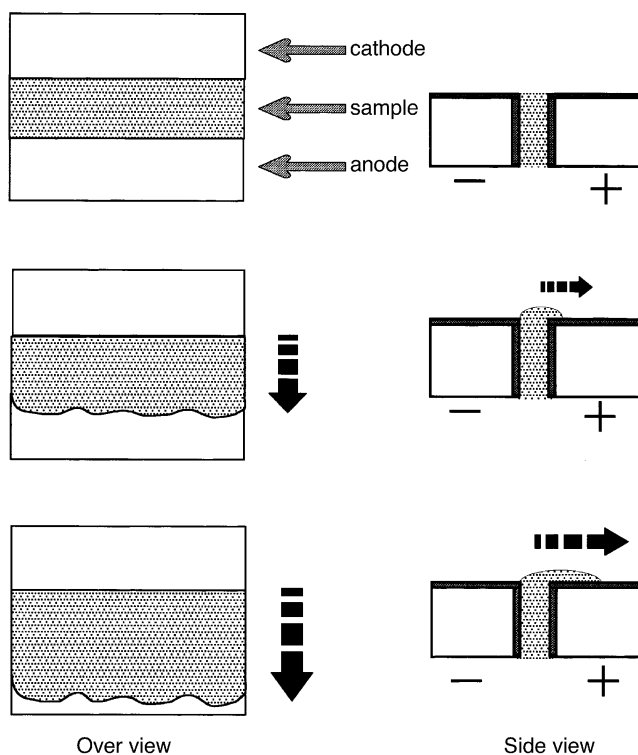 cathode
sample
anode
− +
− +
− +
Over view
Side view